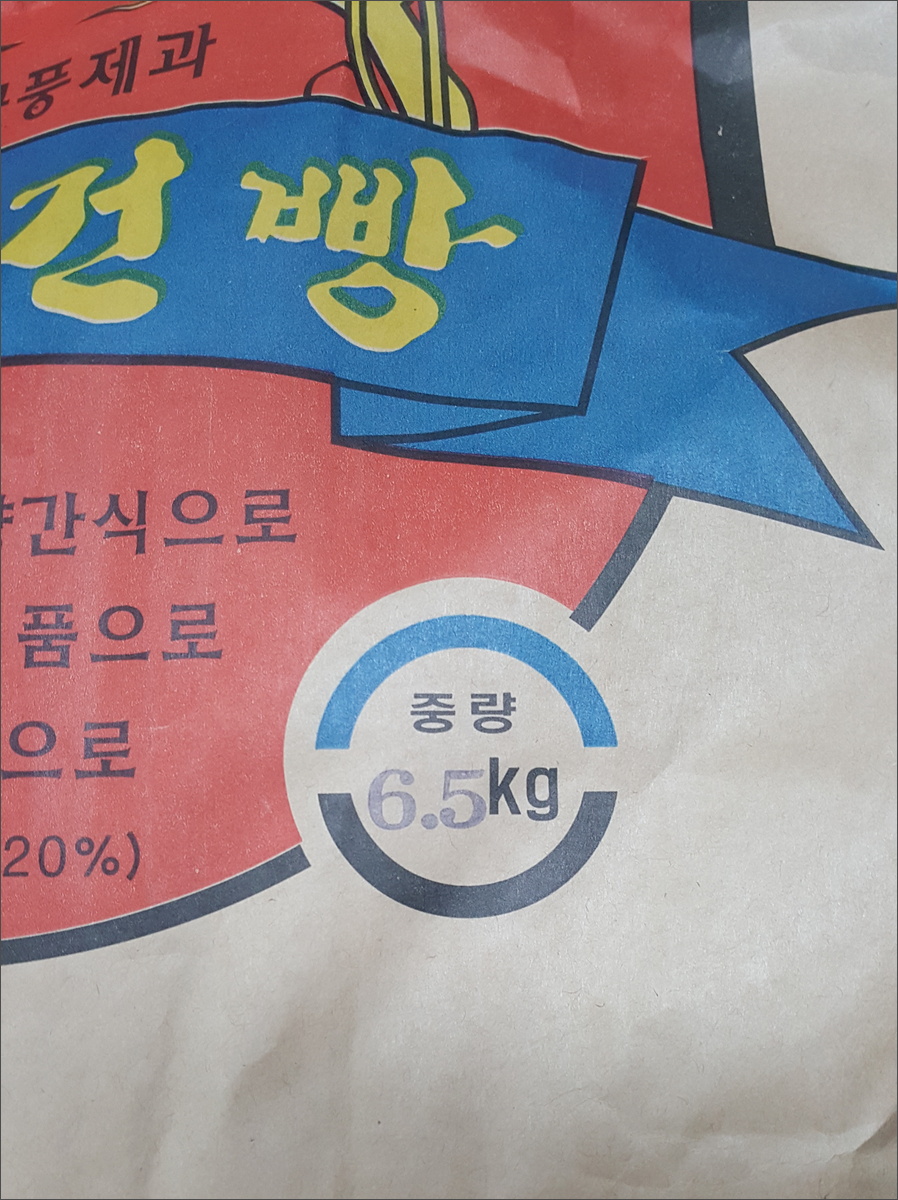 풍제과
건빵
간식으로
품으로
으로
20%)
중량
6.5kg